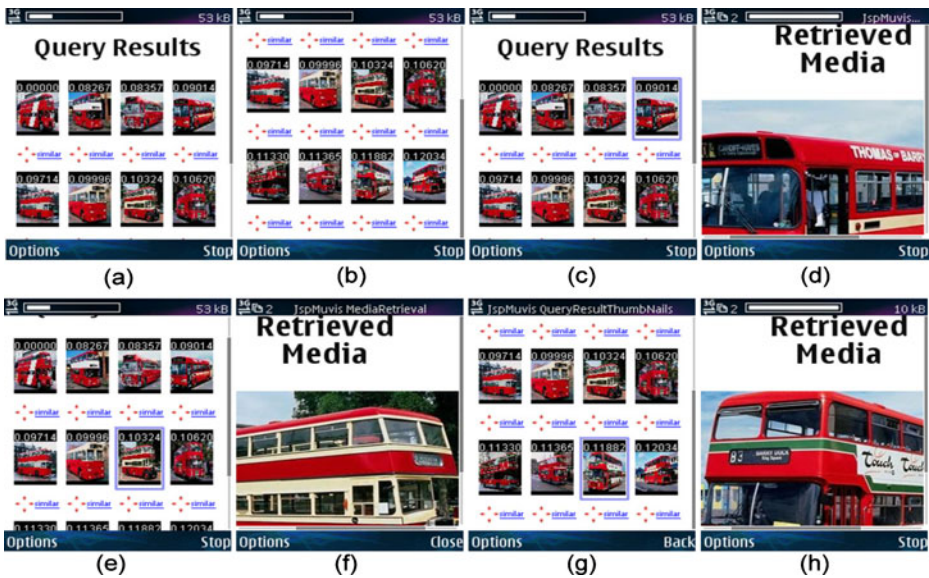 3G 53 kB
Query Results
0.00000 0.08267 0.08357 0.09014
similar similar similar similar
0.09714 0.09996 0.10324 0.10620
Options Stop
(a)
53 kB
similar similar similar similar
0.09714 0.09996 0.10324 0.10620
similar similar similar similar
0.11330 0.11365 0.11882 0.12034
similar similar similar similar
Options Stop
(b)
3G 53 kB
Query Results
0.00000 0.08267 0.08357 0.09014
similar similar similar similar
0.09714 0.09996 0.10324 0.10620
Options Stop
(c)
3G 2 JspMuvis...
Retrieved
Media
THOMAS OF BARRY
Options Stop
(d)
3G 53 kB
0.00000 0.08267 0.08357 0.09014
similar similar similar similar
0.09714 0.09996 0.10324 0.10620
similar similar similar similar
0.11330 0.11365 0.11882 0.12034
Options Stop
(e)
3G 2 JspMuvis MediaRetrieval
Retrieved
Media
Options Close
(f)
3G JspMuvis QueryResultThumbNails
similar similar similar similar
0.09714 0.09996 0.10324 0.10620
similar similar similar similar
0.11330 0.11365 0.11882 0.12034
similar similar similar similar
Options Back
(g)
3G 2 10 kB
Retrieved
Media
Touch Touch
Options Stop
(h)